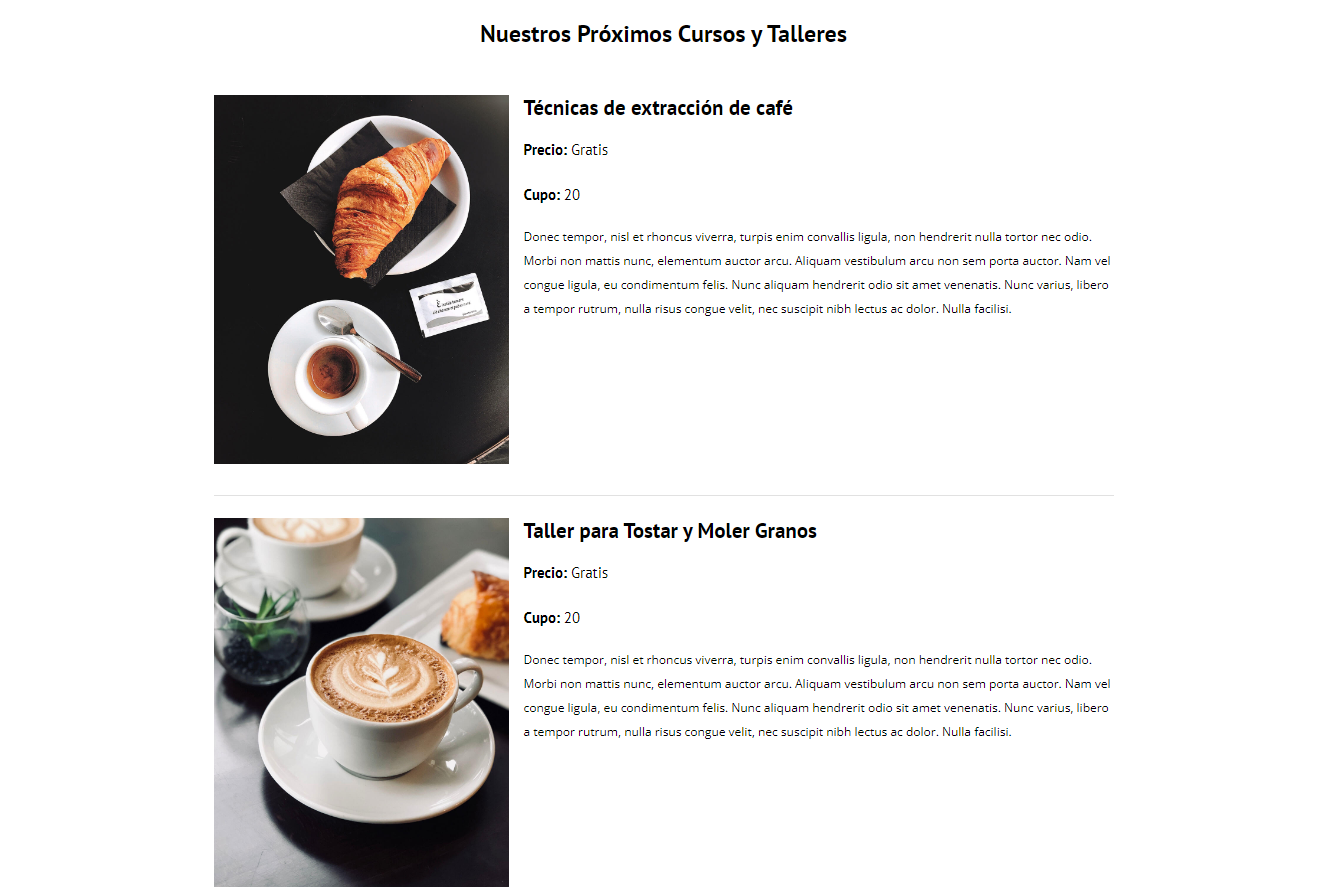 Nuestros Próximos Cursos y Talleres
Técnicas de extracción de café
Precio: Gratis
Cupo: 20
Donec tempor, nisl et rhoncus viverra, turpis enim convallis ligula, non hendrerit nulla tortor nec odio.
Morbi non mattis nunc, elementum auctor arcu. Aliquam vestibulum arcu non sem porta auctor. Nam vel
congue ligula, eu condimentum felis. Nunc aliquam hendrerit odio sit amet venenatis. Nunc varius, libero
a tempor rutrum, nulla risus congue velit, nec suscipit nibh lectus ac dolor. Nulla facilisi.
Taller para Tostar y Moler Granos
Precio: Gratis
Cupo: 20
Donec tempor, nisl et rhoncus viverra, turpis enim convallis ligula, non hendrerit nulla tortor nec odio.
Morbi non mattis nunc, elementum auctor arcu. Aliquam vestibulum arcu non sem porta auctor. Nam vel
congue ligula, eu condimentum felis. Nunc aliquam hendrerit odio sit amet venenatis. Nunc varius, libero
a tempor rutrum, nulla risus congue velit, nec suscipit nibh lectus ac dolor. Nulla facilisi.